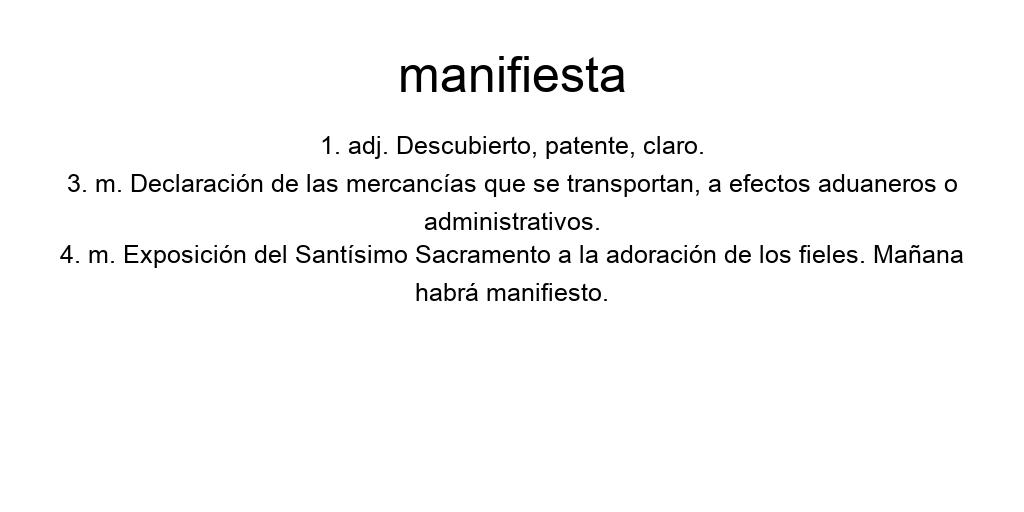 manifiesta
1. adj. Descubierto, patente, claro.
3. m. Declaración de las mercancías que se transportan, a efectos aduaneros o
administrativos.
4. m. Exposición del Santísimo Sacramento a la adoración de los fieles. Mañana
habrá manifiesto.